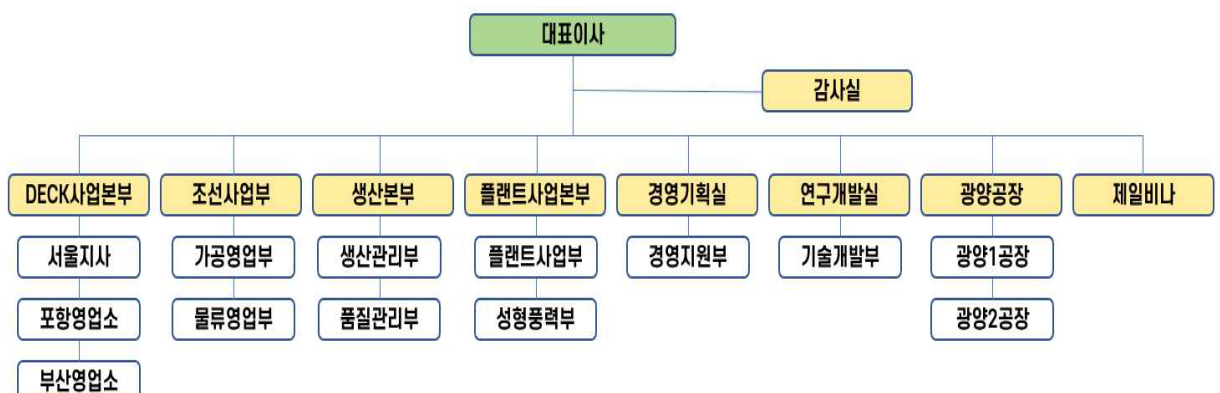 대표이사
감사실
DECK사업본부 조선사업부 생산본부 플랜트사업본부 경영기획실 연구개발실 광양공장 제일비나
서울지사 가공영업부 생산관리부 플랜트사업부 경영지원부 기술개발부 광양1공장
포항영업소 물류영업부 품질관리부 성형풍력부 광양2공장
부산영업소